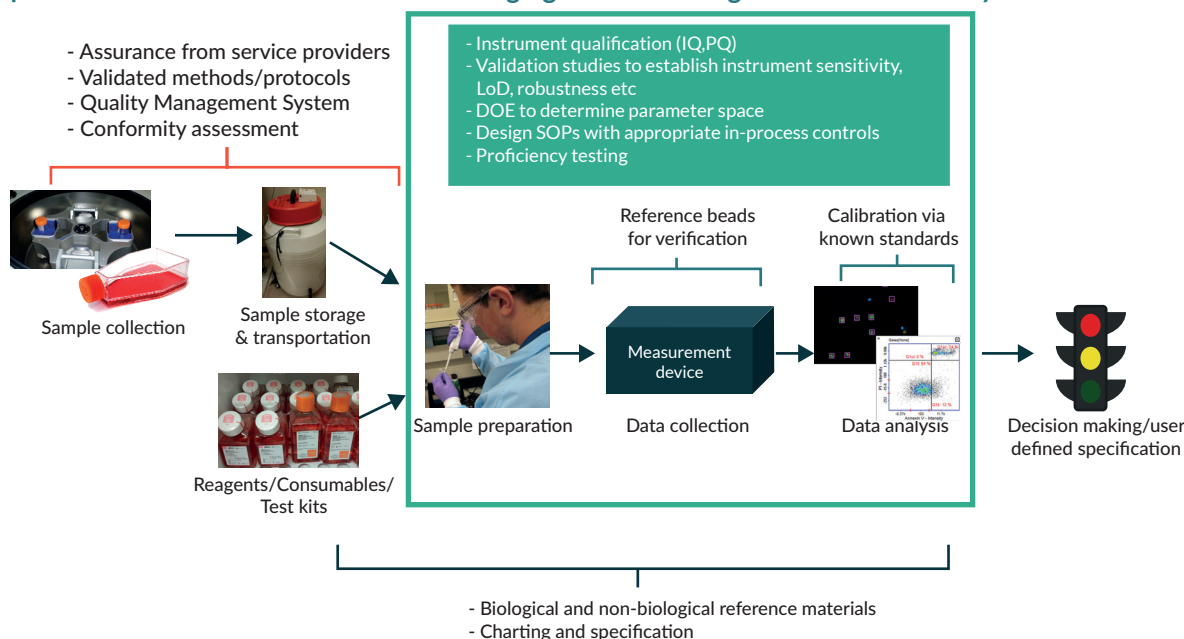 - Assurance from service providers
- Validated methods/protocols
- Quality Management System
- Conformity assessment
- Instrument qualification (IQ,PQ)
- Validation studies to establish instrument sensitivity,
LoD, robustness etc
- DOE to determine parameter space
- Design SOPs with appropriate in-process controls
- Proficiency testing
Reference beads
for verification
Calibration via
known standards
Sample collection
Sample storage
& transportation
Measurement
device
Sample preparation
Data collection
Data analysis
Decision making/user
defined specification
Reagents/Consumables/
Test kits
- Biological and non-biological reference materials
- Charting and specification